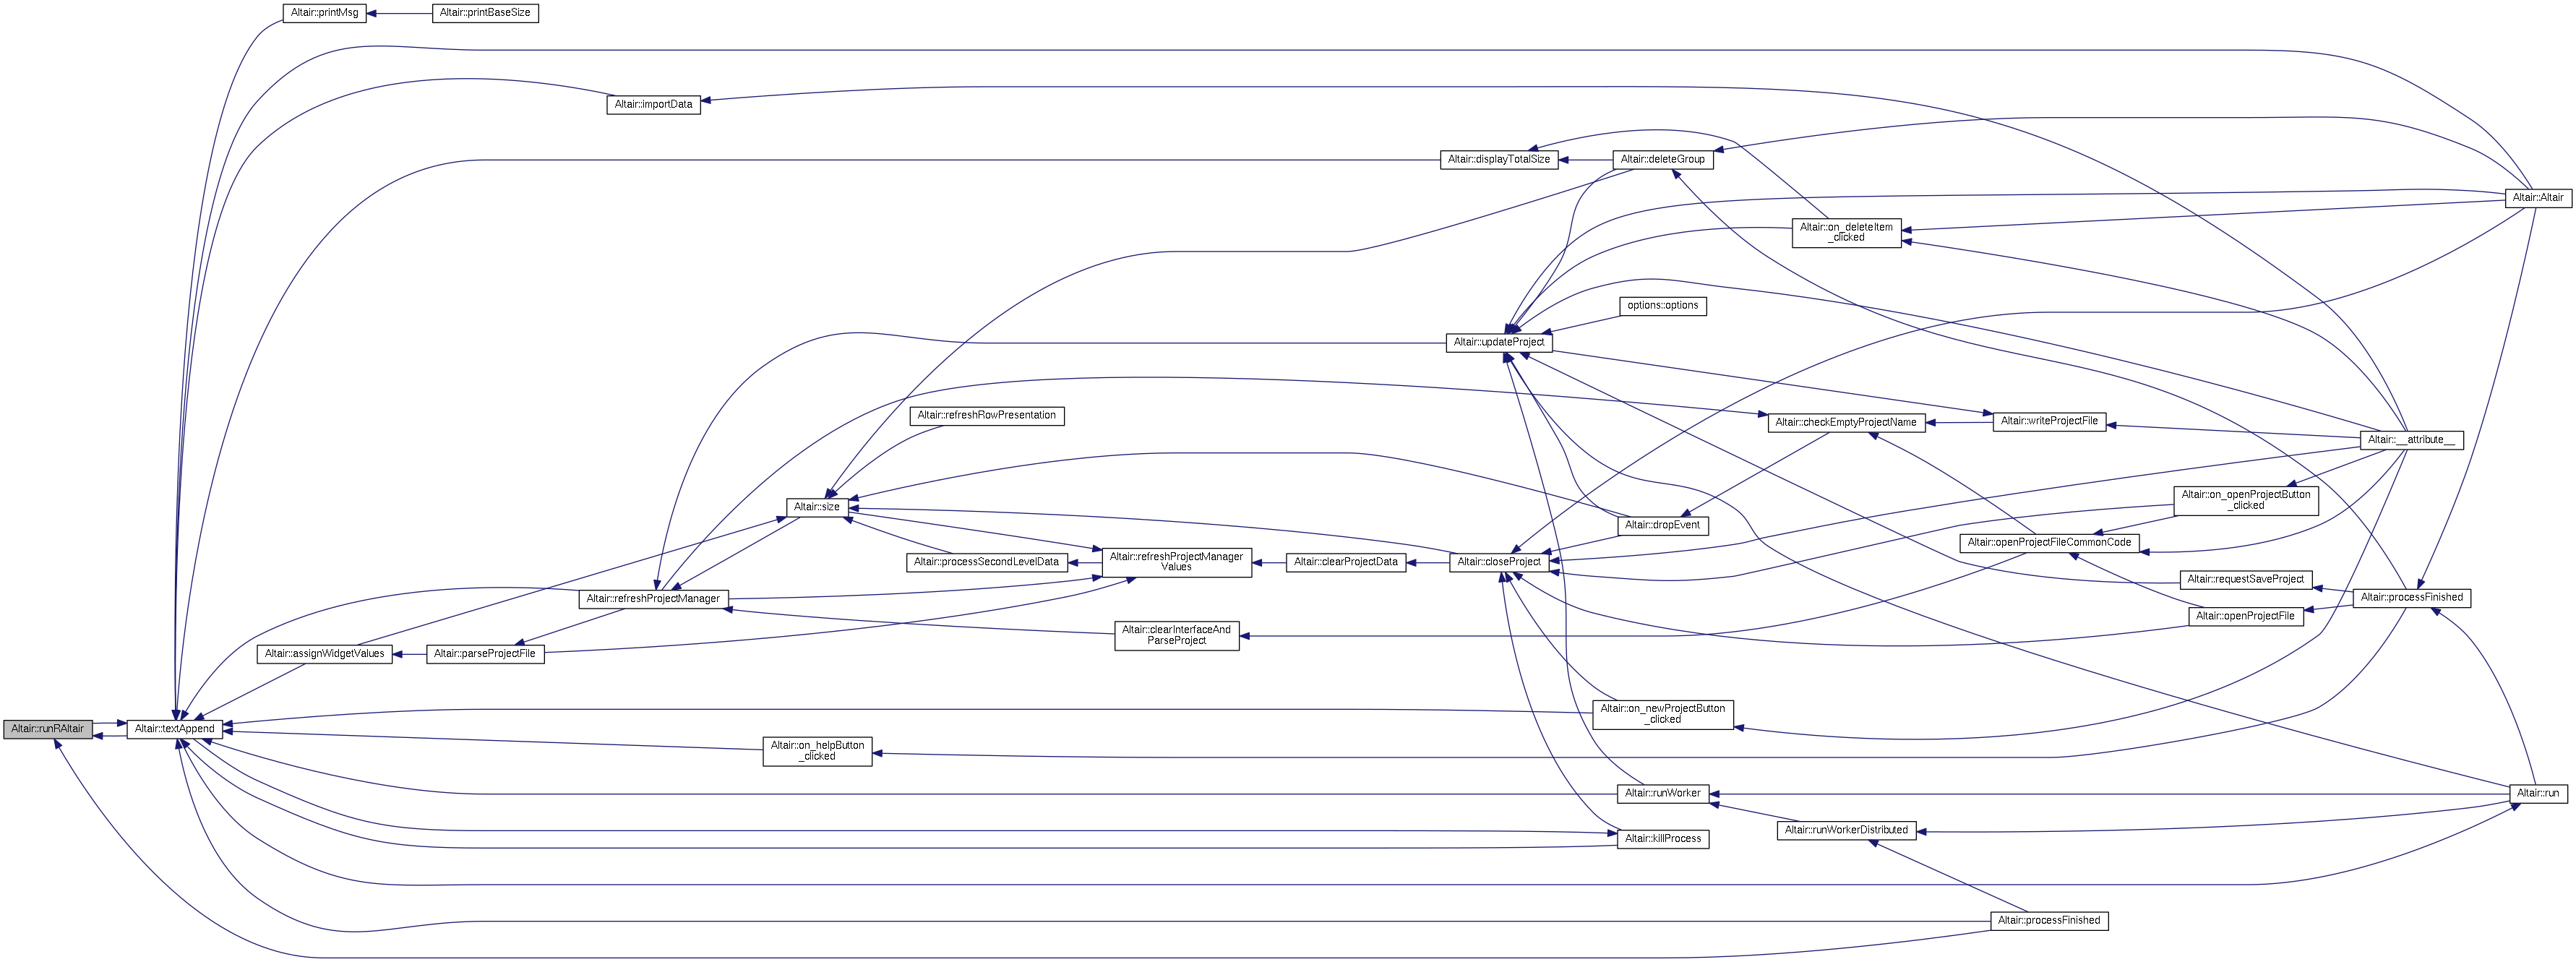 Altair::printMsg
Altair::printBaseSize
Altair::importData
Altair::displayTotalSize
Altair::deleteGroup
Altair::Altair
Altair::on_deleteItem
_clicked
options::options
Altair::updateProject
Altair::refreshRowPresentation
Altair::checkEmptyProjectName
Altair::writeProjectFile
Altair::__attribute__
Altair::size
Altair::on_openProjectButton
_clicked
Altair::dropEvent
Altair::openProjectFileCommonCode
Altair::processSecondLevelData
Altair::refreshProjectManager
Values
Altair::clearProjectData
Altair::closeProject
Altair::requestSaveProject
Altair::refreshProjectManager
Altair::processFinished
Altair::openProjectFile
Altair::clearInterfaceAnd
ParseProject
Altair::assignWidgetValues
Altair::parseProjectFile
Altair::on_newProjectButton
_clicked
Altair::runRAltair
Altair::textAppend
Altair::on_helpButton
_clicked
Altair::runWorker
Altair::run
Altair::runWorkerDistributed
Altair::killProcess
Altair::processFinished